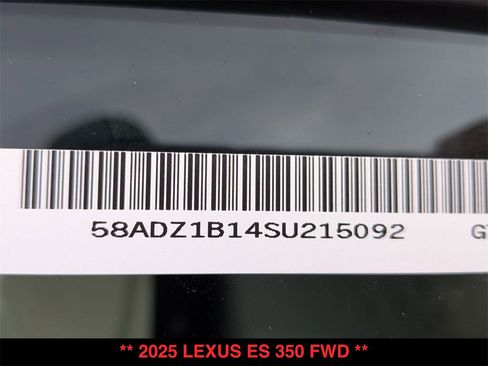 58ADZ1B14SU215092
** 2025 LEXUS ES 350 FWD **